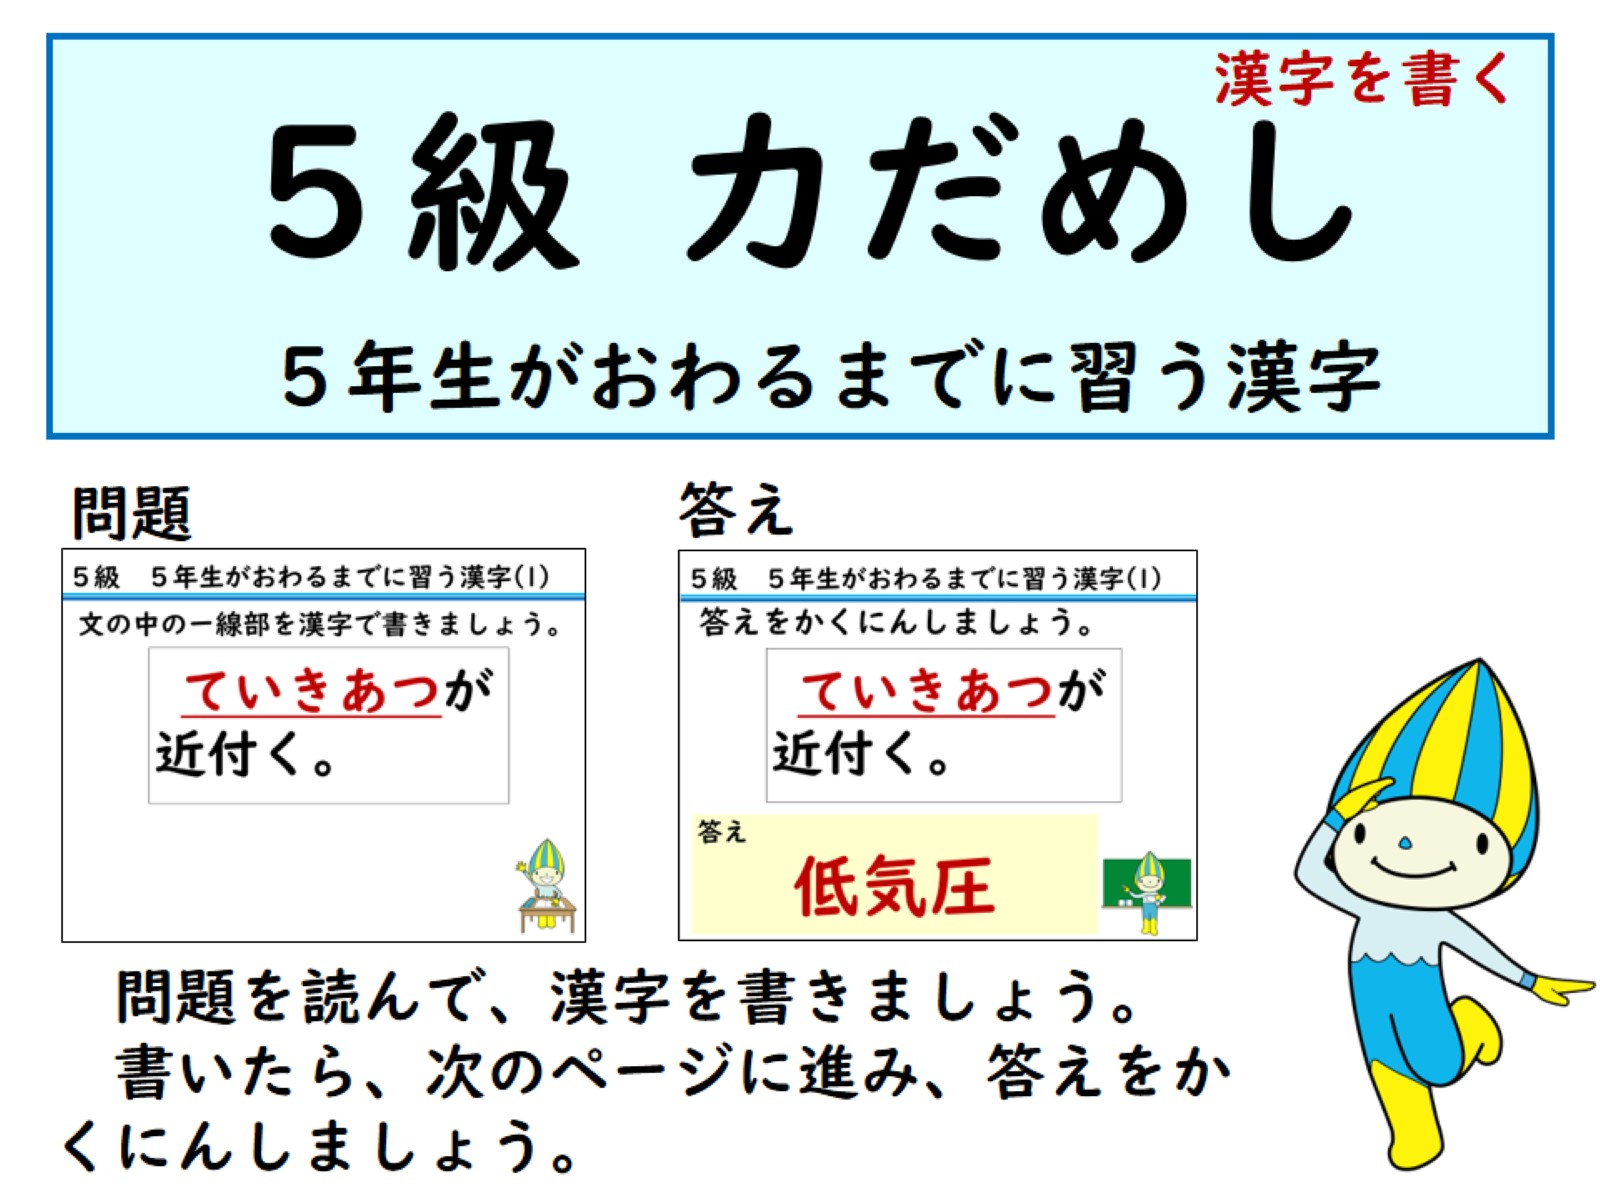 漢字を書く
５級 力だめし
５年生がおわるまでに習う漢字
問題
５級　５年生がおわるまでに習う漢字(1)
文の中の―線部を漢字で書きましょう。
ていきあつが
近付く。
答え
５級　５年生がおわるまでに習う漢字(1)
答えをかくにんしましょう。
ていきあつが
近付く。
答え
低気圧
問題を読んで、漢字を書きましょう。
書いたら、次のページに進み、答えをか
くにんしましょう。